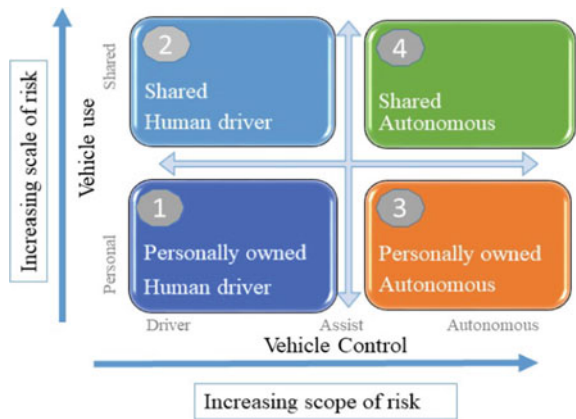 Increasing scale of risk
Vehicle use
Shared
Personal
2
Shared
Human driver
4
Shared
Autonomous
1
Personally owned
Human driver
3
Personally owned
Autonomous
Driver
Assist
Autonomous
Vehicle Control
Increasing scope of risk